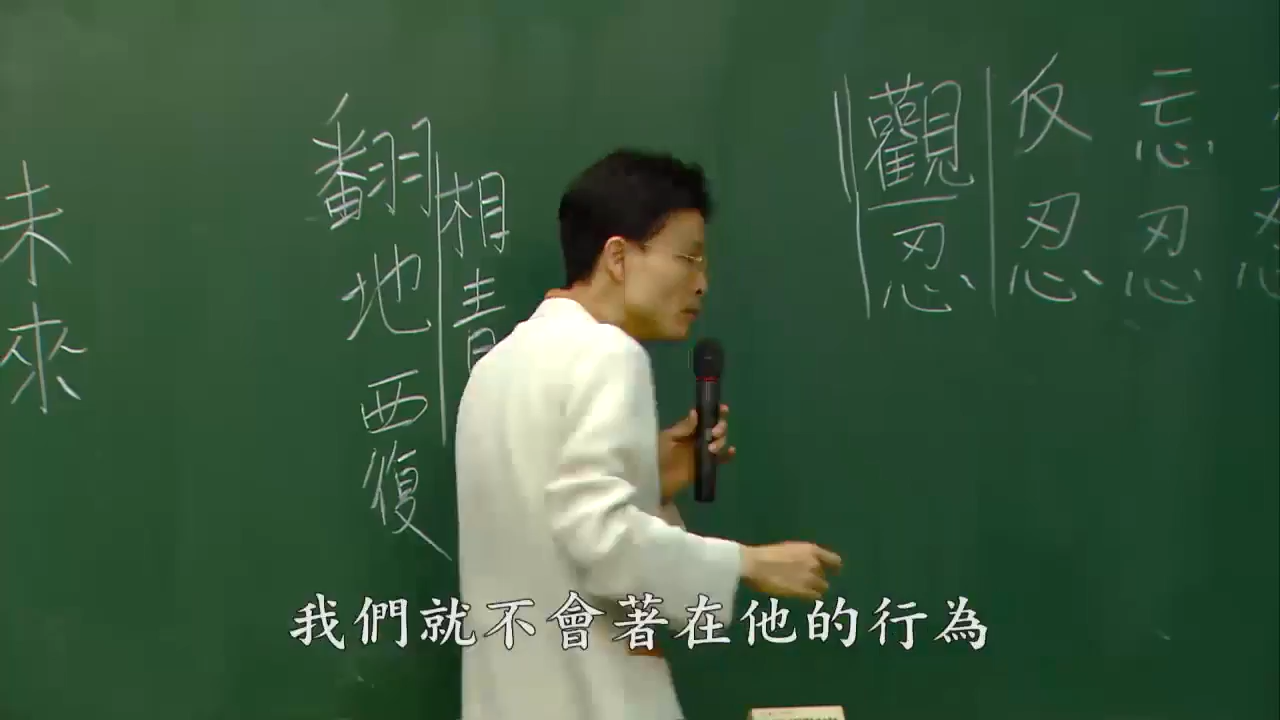 忘忍
反忍
觀忍
相青
翻地西復
未來
我們就不會著在他的行為